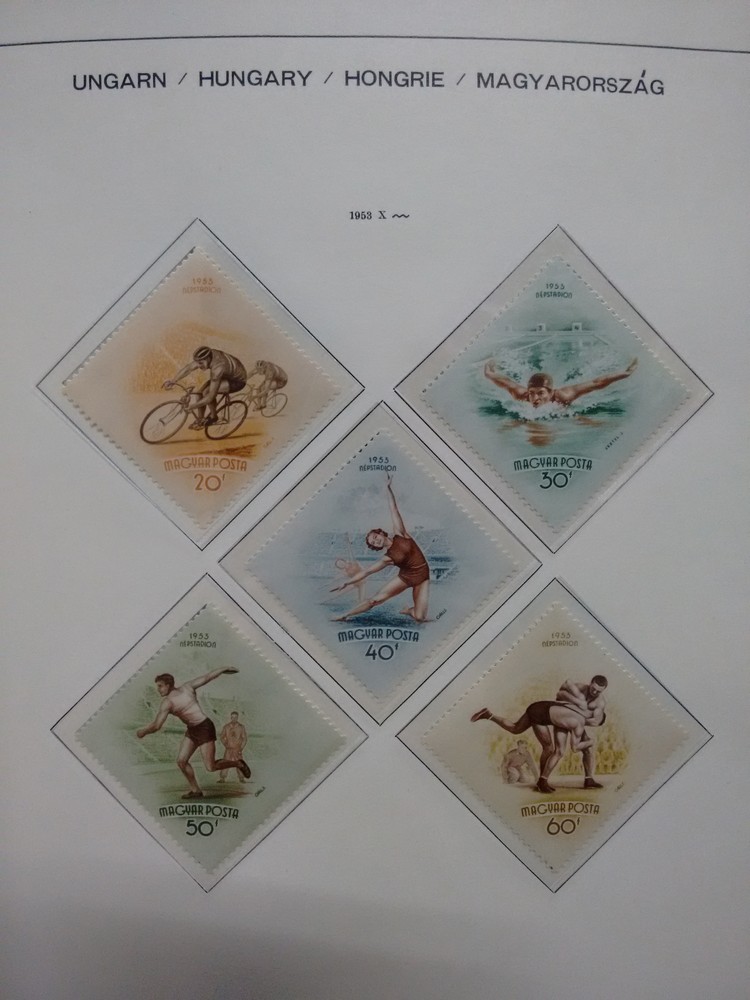 UNGARN / HUNGARY / HONGRIE / MAGYARORSZÁG
1953 X
1953
NÉPSTADION
MAGYAR POSTA
20f
1953
NÉPSTADION
MAGYAR POSTA
30f
1953
NÉPSTADION
MAGYAR POSTA
40f
1953
NÉPSTADION
MAGYAR POSTA
50f
1953
NÉPSTADION
MAGYAR POSTA
60f